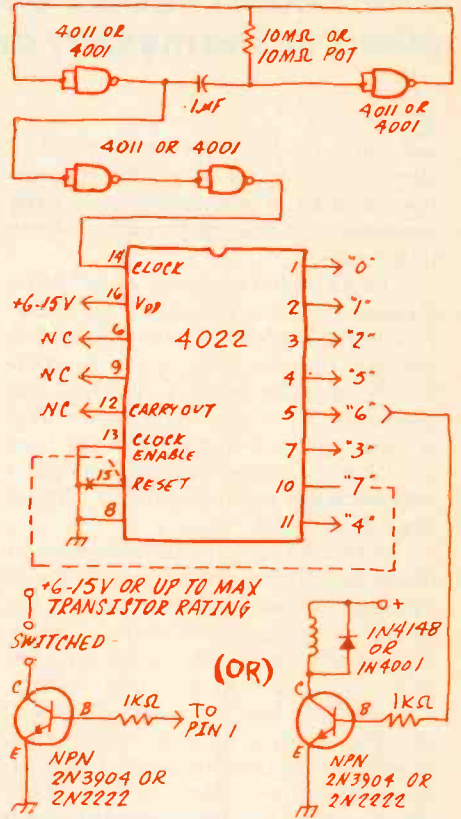 4011 OR
4001
10MΩ OR
10MΩ POT
.1µF
4011 OR
4001
4011 OR 4001
14 CLOCK
1 "0"
+6-15V 16 VDD
2 "1"
4022
NC 6
3 "2"
NC 9
4 "5"
NC 12 CARRY OUT
5 "6"
13 CLOCK
ENABLE
7 "3"
15 RESET
10 "7"
8
11 "4"
+6-15V OR UP TO MAX
TRANSISTOR RATING
SWITCHED
+
1N4148
OR
1N4001
(OR)
C
B
E
1KΩ
TO
PIN 1
NPN
2N3904 OR
2N2222
C
B
E
1KΩ
NPN
2N3904 OR
2N2222